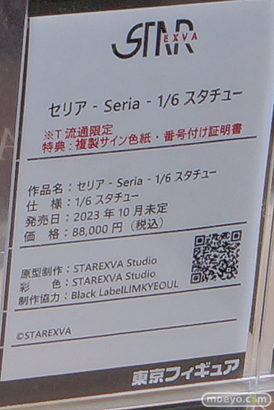 STAR
EXVA
セリア - Seria - 1/6 スタチュー
※T 流通限定
特典：複製サイン色紙・番号付け証明書
作品名：セリア - Seria - 1/6 スタチュー
仕　様：1/6 スタチュー
発売日：2023 年 10 月未定
価　格：88,000 円（税込）
原型制作：STAREXVA Studio
彩　色：STAREXVA Studio
制作協力：Black LabelLIMKYEOUL
©STAREXVA
東京フィギュア
moeyo.com